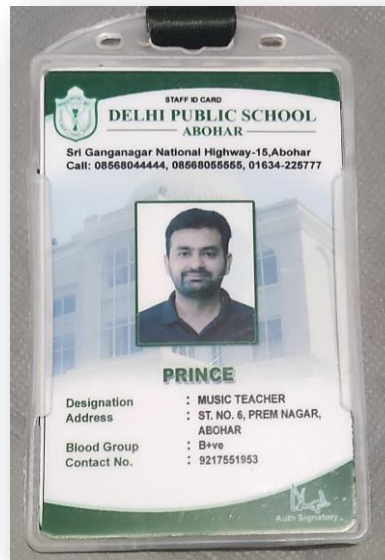 STAFF ID CARD
DELHI PUBLIC SCHOOL
ABOHAR
Sri Ganganagar National Highway-15,Abohar
Call: 08568044444, 08568055555, 01634-225777
PRINCE
Designation : MUSIC TEACHER
Address : ST. NO. 6, PREM NAGAR,
ABOHAR
Blood Group : B+ve
Contact No. : 9217551953
Auth Signatory